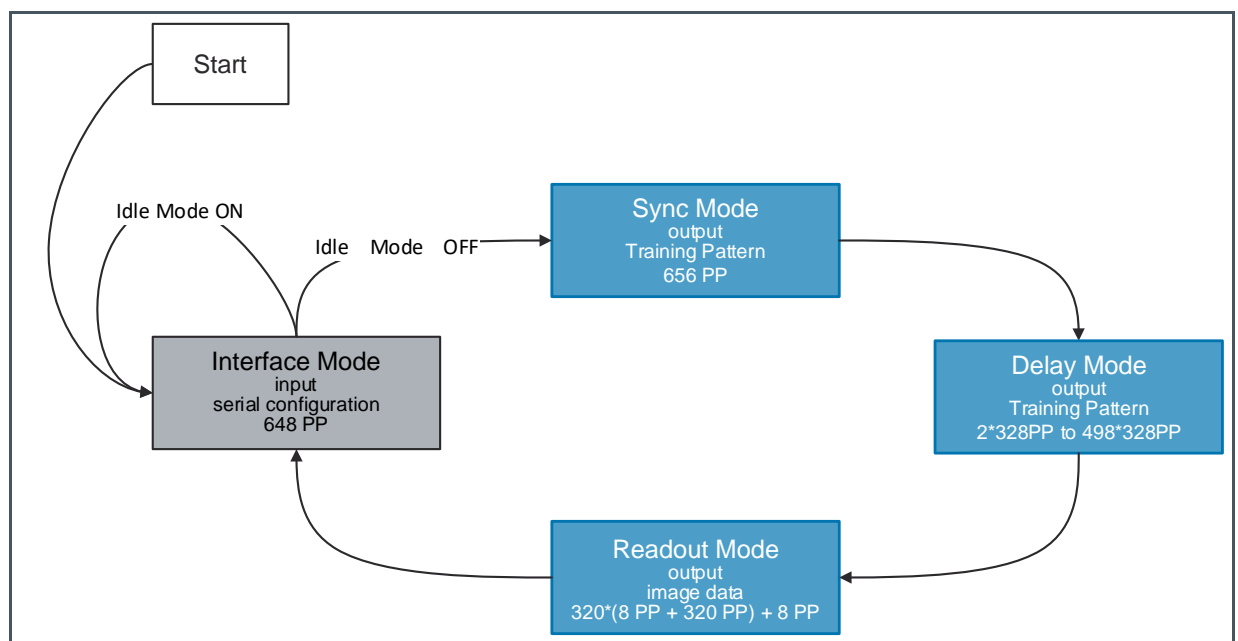 Start
Idle Mode ON
Idle Mode OFF
Sync Mode
output
Training Pattern
656 PP
Interface Mode
input
serial configuration
648 PP
Delay Mode
output
Training Pattern
2*328PP to 498*328PP
Readout Mode
output
image data
320*(8 PP + 320 PP) + 8 PP